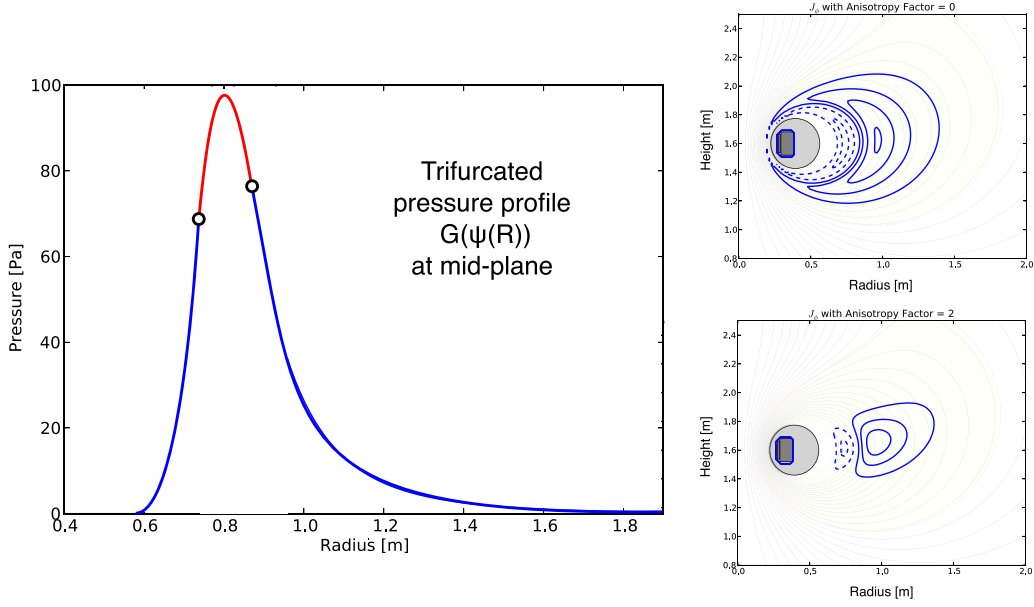 100
80
60
40
20
0
0.4 0.6 0.8 1.0 1.2 1.4 1.6 1.8
Pressure [Pa]
Radius [m]
Trifurcated
pressure profile
G(ψ(R))
at mid-plane
J_ϕ with Anisotropy Factor = 0
2.4
2.2
2.0
1.8
1.6
1.4
1.2
1.0
0.8
0.0 0.5 1.0 1.5 2.0
Height [m]
Radius [m]
J_ϕ with Anisotropy Factor = 2
2.4
2.2
2.0
1.8
1.6
1.4
1.2
1.0
0.8
0.0 0.5 1.0 1.5 2.0
Height [m]
Radius [m]